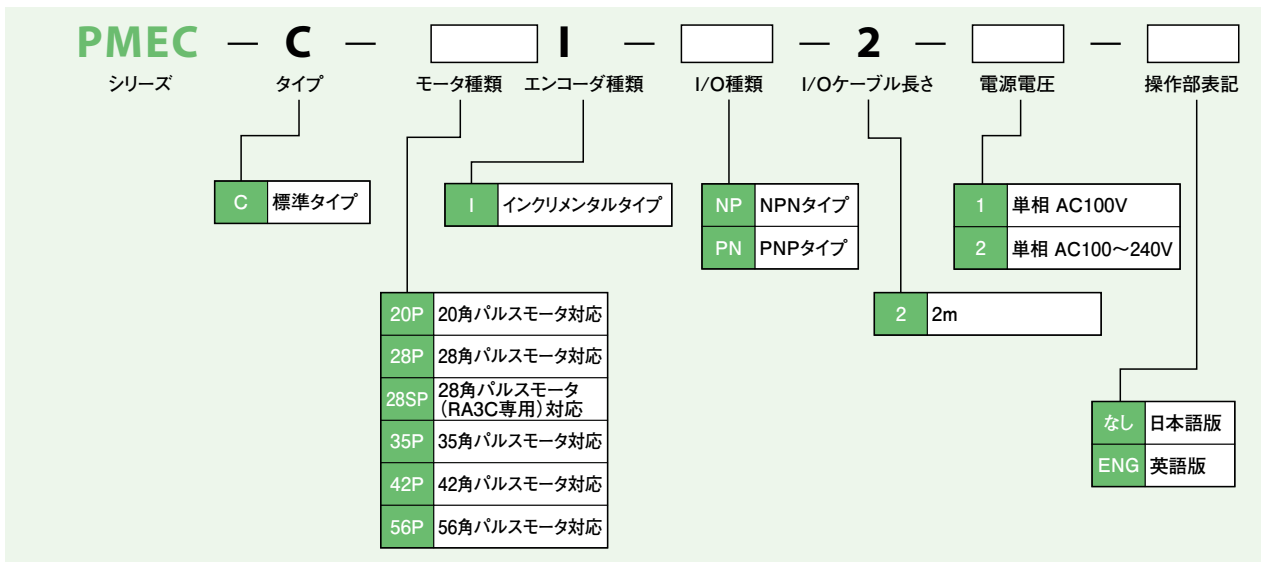 PMEC — C — I — — 2 — —
シリーズ タイプ モータ種類 エンコーダ種類 I/O種類 I/Oケーブル長さ 電源電圧 操作部表記
C 標準タイプ
I インクリメンタルタイプ
NP NPNタイプ
PN PNPタイプ
1 単相 AC100V
2 単相 AC100〜240V
20P 20角パルスモータ対応
28P 28角パルスモータ対応
28SP 28角パルスモータ
（RA3C専用）対応
35P 35角パルスモータ対応
42P 42角パルスモータ対応
56P 56角パルスモータ対応
2 2m
なし 日本語版
ENG 英語版